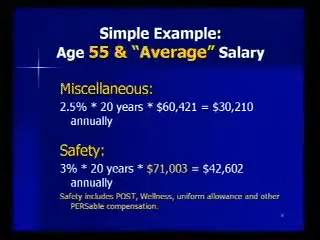 Simple Example:
Age 55 & “Average” Salary
Miscellaneous:
2.5% * 20 years * $60,421 = $30,210
annually
Safety:
3% * 20 years * $71,003 = $42,602
annually
Safety includes POST, Wellness, uniform allowance and other
PERSable compensation.